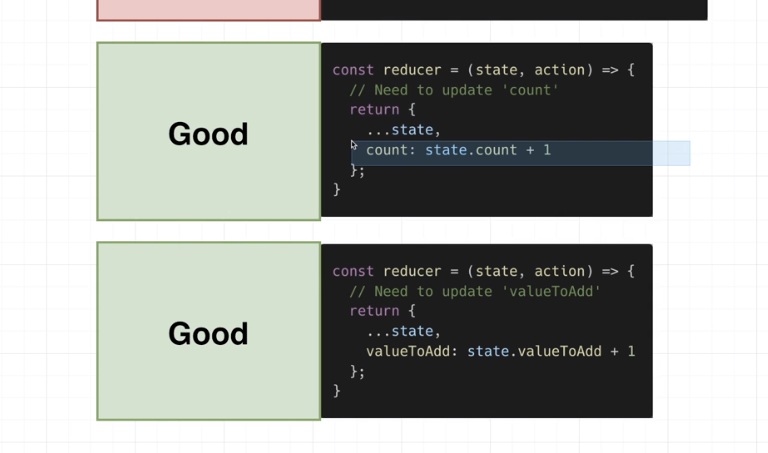 Good
const reducer = (state, action) => {
  // Need to update 'count'
  return {
    ...state,
    count: state.count + 1
  };
}
Good
const reducer = (state, action) => {
  // Need to update 'valueToAdd'
  return {
    ...state,
    valueToAdd: state.valueToAdd + 1
  };
}